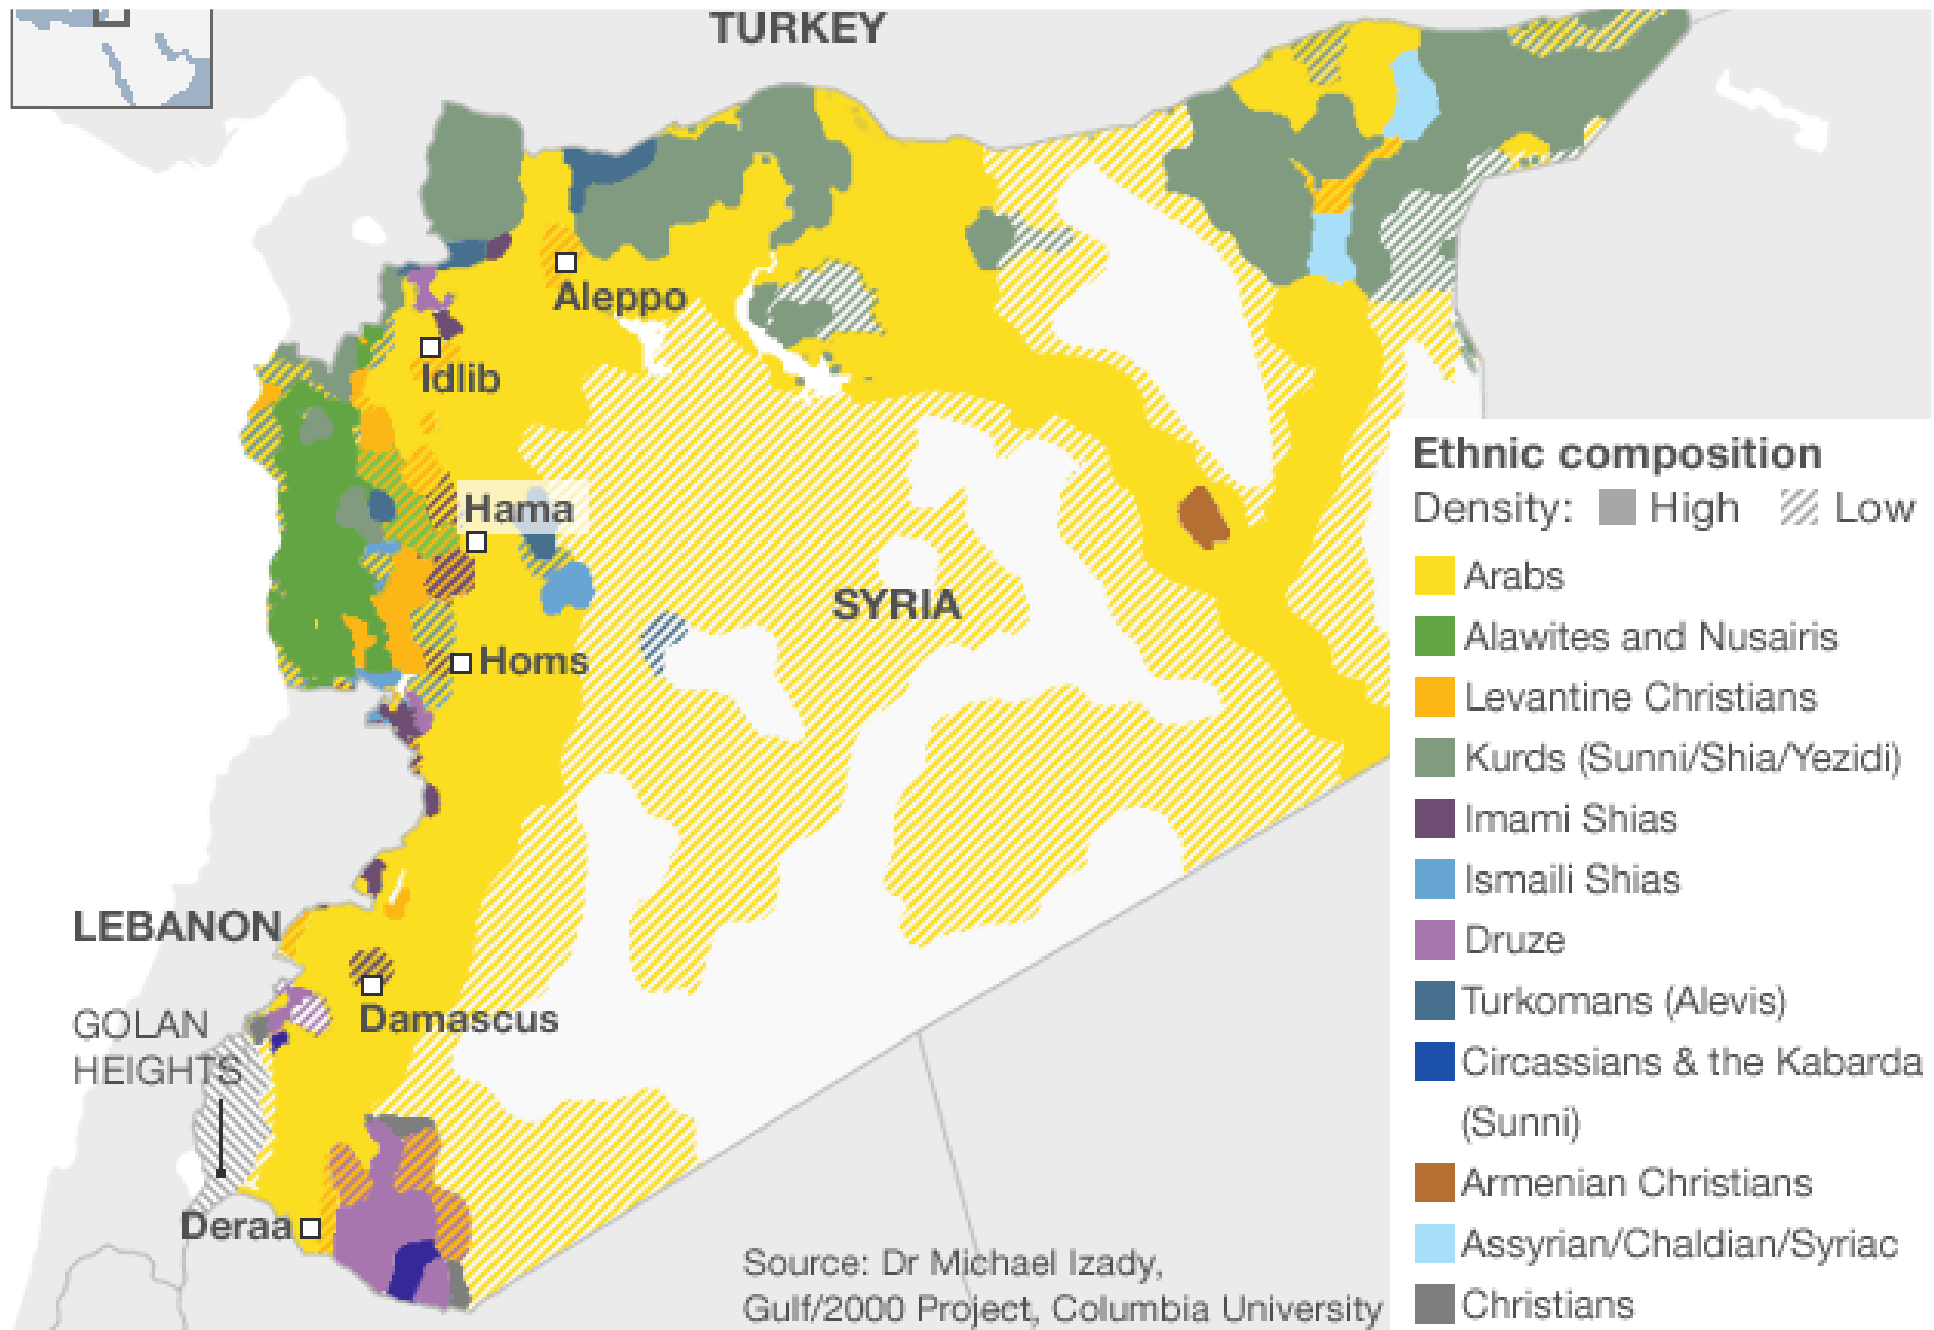 TURKEY
Aleppo
Idlib
Hama
SYRIA
Homs
LEBANON
GOLAN
HEIGHTS
Damascus
Deraa
Source: Dr Michael Izady,
Gulf/2000 Project, Columbia University
Ethnic composition
Density: High Low
Arabs
Alawites and Nusairis
Levantine Christians
Kurds (Sunni/Shia/Yezidi)
Imami Shias
Ismaili Shias
Druze
Turkomans (Alevis)
Circassians & the Kabarda
(Sunni)
Armenian Christians
Assyrian/Chaldian/Syriac
Christians